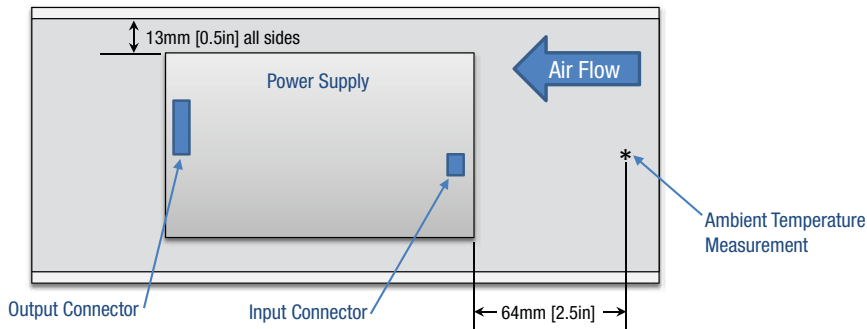 13mm [0.5in] all sides
Power Supply
Air Flow
*
Ambient Temperature
Measurement
Output Connector
Input Connector
64mm [2.5in]